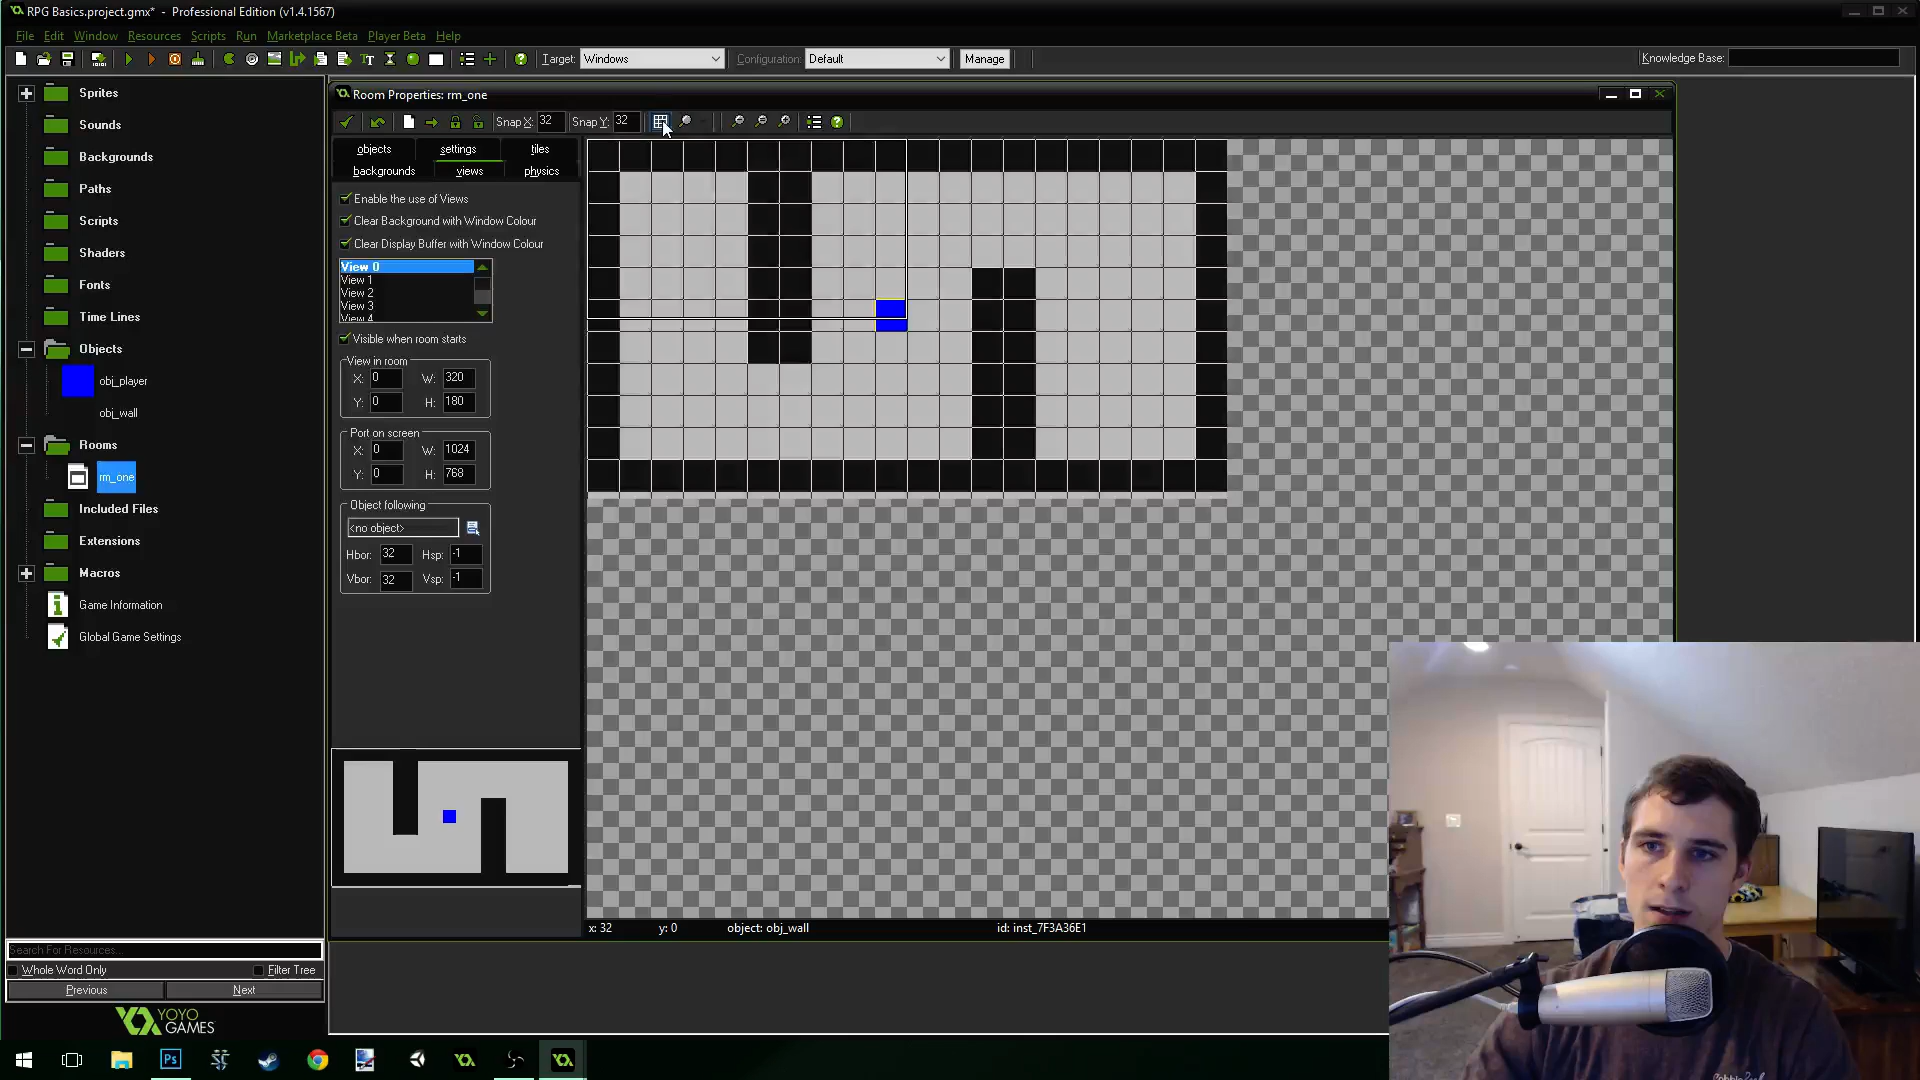 RPG Basics.project.gmx* - Professional Edition (v1.4.1567)
File Edit Window Resources Scripts Run Marketplace Beta Player Beta Help
Target: Windows Configuration: Default Manage Knowledge Base:
Sprites
Sounds
Backgrounds
Paths
Scripts
Shaders
Fonts
Time Lines
Objects
obj_player
obj_wall
Rooms
rm_one
Included Files
Extensions
Macros
Game Information
Global Game Settings
Search For Resources...
Whole Word Only Filter Tree
Previous Next
YOYO
GAMES
Room Properties: rm_one
Snap X: 32 Snap Y: 32
objects settings tiles
backgrounds views physics
Enable the use of Views
Clear Background with Window Colour
Clear Display Buffer with Window Colour
View 0
View 1
View 2
View 3
View 4
Visible when room starts
View in room
X: 0 W: 320
Y: 0 H: 180
Port on screen
X: 0 W: 1024
Y: 0 H: 768
Object following
<no object>
Hbor: 32 Hsp: -1
Vbor: 32 Vsp: -1
x: 32 y: 0 object: obj_wall id: inst_7F3A36E1
Ps